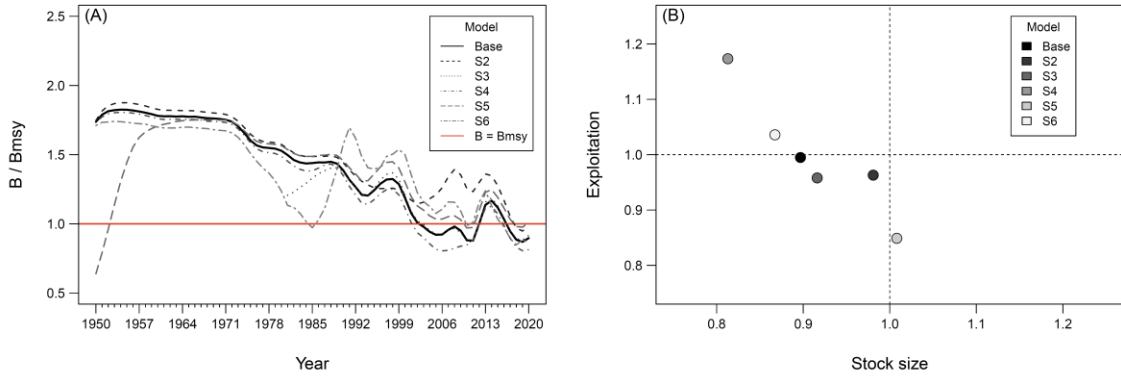 (A)
Model
Base
S2
S3
S4
S5
S6
B = Bmsy
2.5
2.0
1.5
1.0
0.5
B / Bmsy
1950 1957 1964 1971 1978 1985 1992 1999 2006 2013 2020
Year
(B)
Model
Base
S2
S3
S4
S5
S6
1.2
1.1
1.0
0.9
0.8
Exploitation
0.8 0.9 1.0 1.1 1.2
Stock size